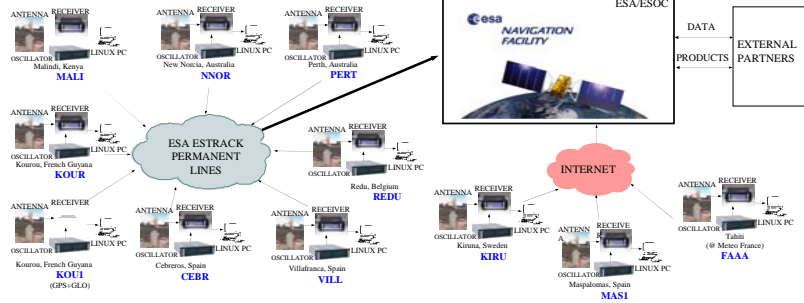 ANTENNA RECEIVER
OSCILLATOR LINUX PC
Malindi, Kenya
MALI
ANTENNA RECEIVER
OSCILLATOR LINUX PC
New Norcia, Australia
NNOR
ANTENNA RECEIVER
OSCILLATOR LINUX PC
Perth, Australia
PERT
ESA/ESOC
esa
NAVIGATION
FACILITY
DATA
PRODUCTS
EXTERNAL
PARTNERS
ANTENNA RECEIVER
OSCILLATOR LINUX PC
Kourou, French Guyana
KOUR
ESA ESTRACK
PERMANENT
LINES
ANTENNA RECEIVER
OSCILLATOR LINUX PC
Redu, Belgium
REDU
INTERNET
ANTENNA RECEIVER
OSCILLATOR LINUX PC
Kourou, French Guyana
KOU1
(GPS+GLO)
ANTENNA RECEIVER
OSCILLATOR LINUX PC
Cebreros, Spain
CEBR
ANTENNA RECEIVER
OSCILLATOR LINUX PC
Villafranca, Spain
VILL
ANTENNA RECEIVER
OSCILLATOR LINUX PC
Kiruna, Sweden
KIRU
ANTENN
A
RECEIVE
R
OSCILLATOR LINUX PC
Maspalomas, Spain
MAS1
ANTENNA RECEIVER
OSCILLATOR LINUX PC
Tahiti
(@ Meteo France)
FAAA